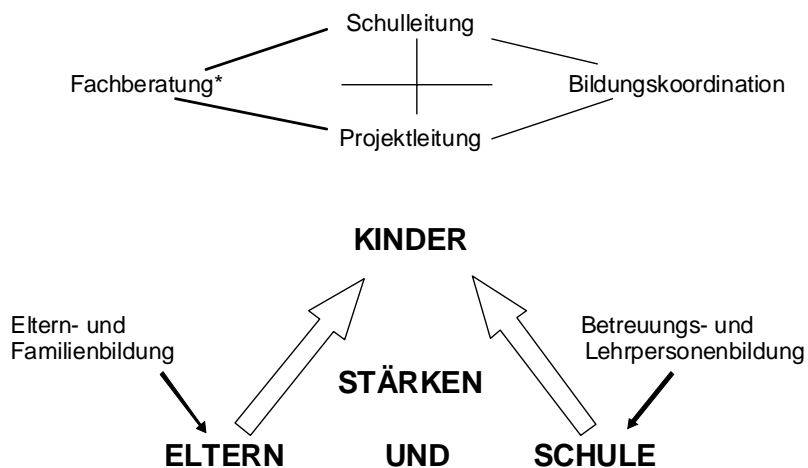 Schulleitung
Fachberatung*
Bildungskoordination
Projektleitung
KINDER
Eltern- und
Familienbildung
Betreuungs- und
Lehrpersonenbildung
STÄRKEN
ELTERN UND SCHULE